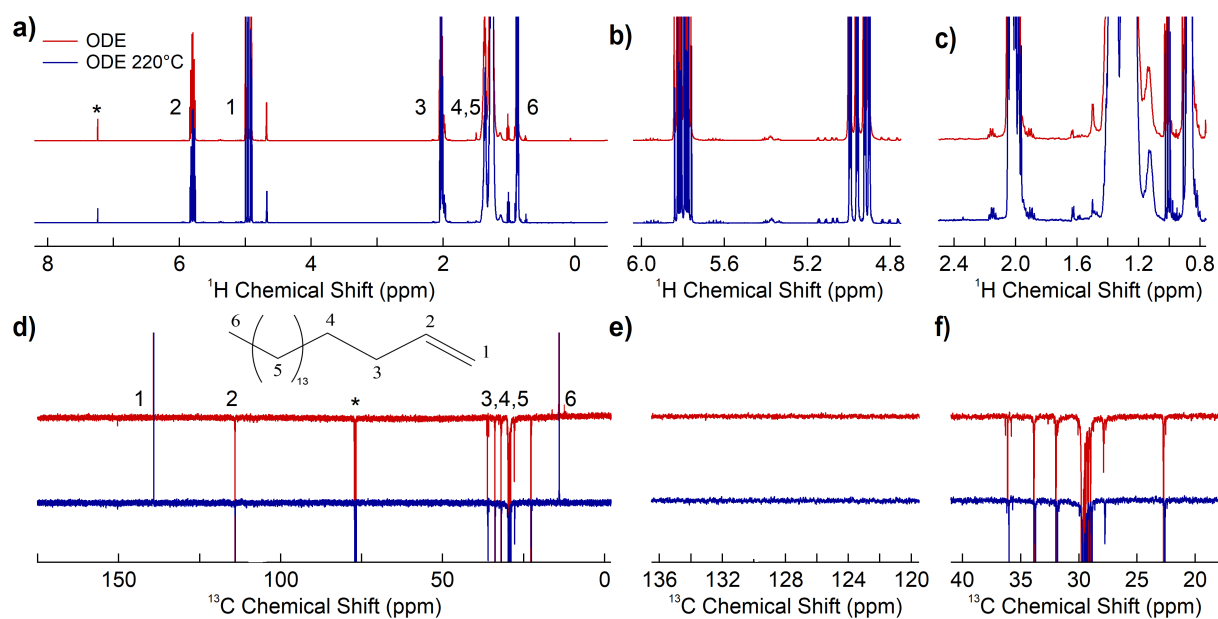 a)
ODE
ODE 220°C
*
2
1
3
4,5
6
8 6 4 2 0
¹H Chemical Shift (ppm)
b)
6.0 5.6 5.2 4.8
¹H Chemical Shift (ppm)
c)
2.4 2.0 1.6 1.2 0.8
¹H Chemical Shift (ppm)
d)
6
4
2
5
13
3
1
1
2
*
3,4,5
6
150 100 50 0
¹³C Chemical Shift (ppm)
e)
136 132 128 124 120
¹³C Chemical Shift (ppm)
f)
40 35 30 25 20
¹³C Chemical Shift (ppm)